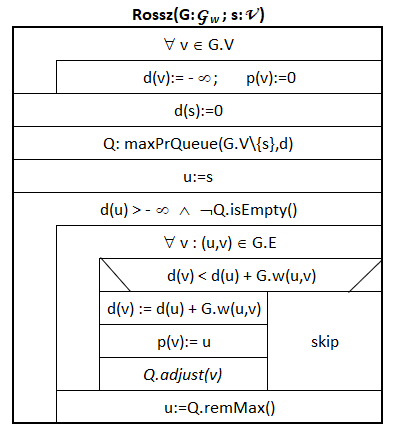 Rossz(G:𝒢w ; s:𝒱)
∀ v ∈ G.V
d(v):= - ∞ ; p(v):=0
d(s):=0
Q: maxPrQueue(G.V\{s},d)
u:=s
d(u) > - ∞ ∧ ¬Q.isEmpty()
∀ v : (u,v) ∈ G.E
d(v) < d(u) + G.w(u,v)
d(v) := d(u) + G.w(u,v)
p(v):= u
skip
Q.adjust(v)
u:=Q.remMax()